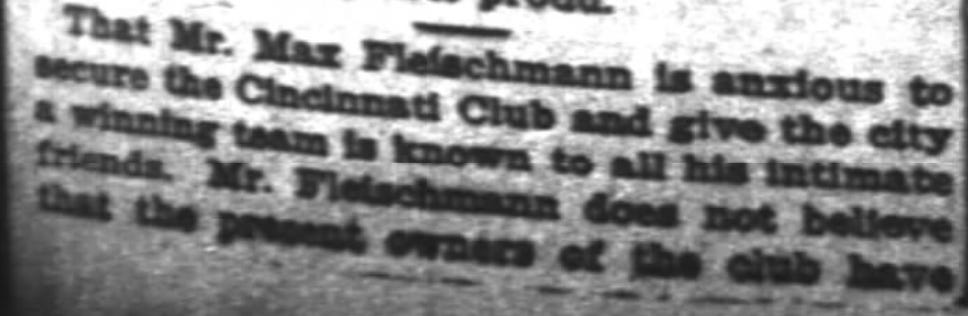 That Mr. Max Fleischmann is anxious to
secure the Cincinnati Club and give the city
a winning team is known to all his intimate
friends. Mr. Fleischmann does not believe
that the present owners of the club have